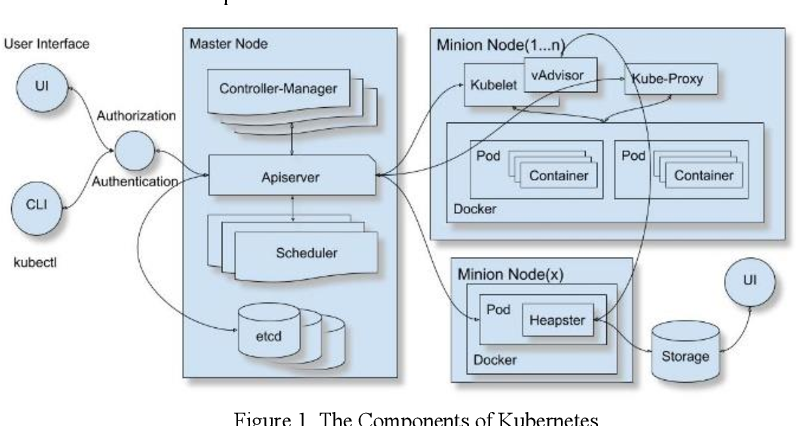 User Interface
UI
Authorization
Authentication
CLI
kubectl
Master Node
Controller-Manager
Apiserver
Scheduler
etcd
Minion Node(1...n)
Kubelet
vAdvisor
Kube-Proxy
Pod
Container
Pod
Container
Docker
Minion Node(x)
Pod
Heapster
Docker
Storage
UI
Figure 1. The Components of Kubernetes